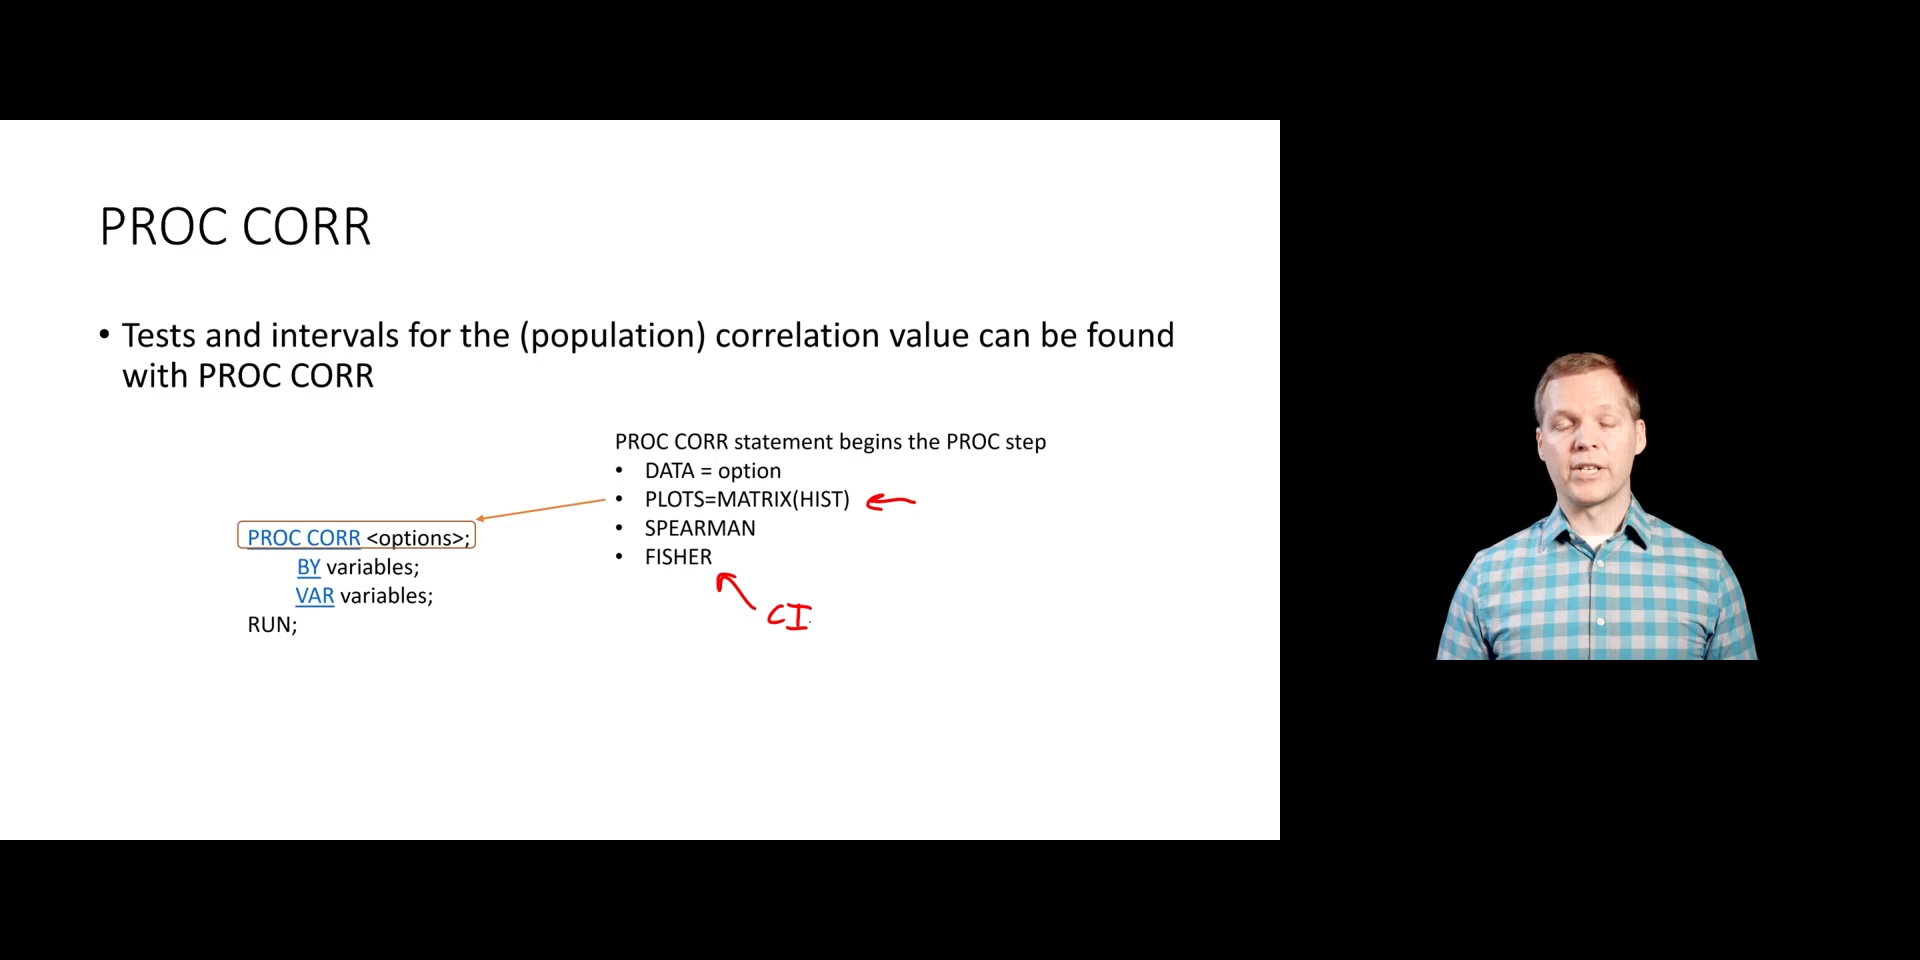 PROC CORR
• Tests and intervals for the (population) correlation value can be found
with PROC CORR
PROC CORR statement begins the PROC step
• DATA = option
• PLOTS=MATRIX(HIST)
• SPEARMAN
• FISHER
CI
PROC CORR <options>;
BY variables;
VAR variables;
RUN;